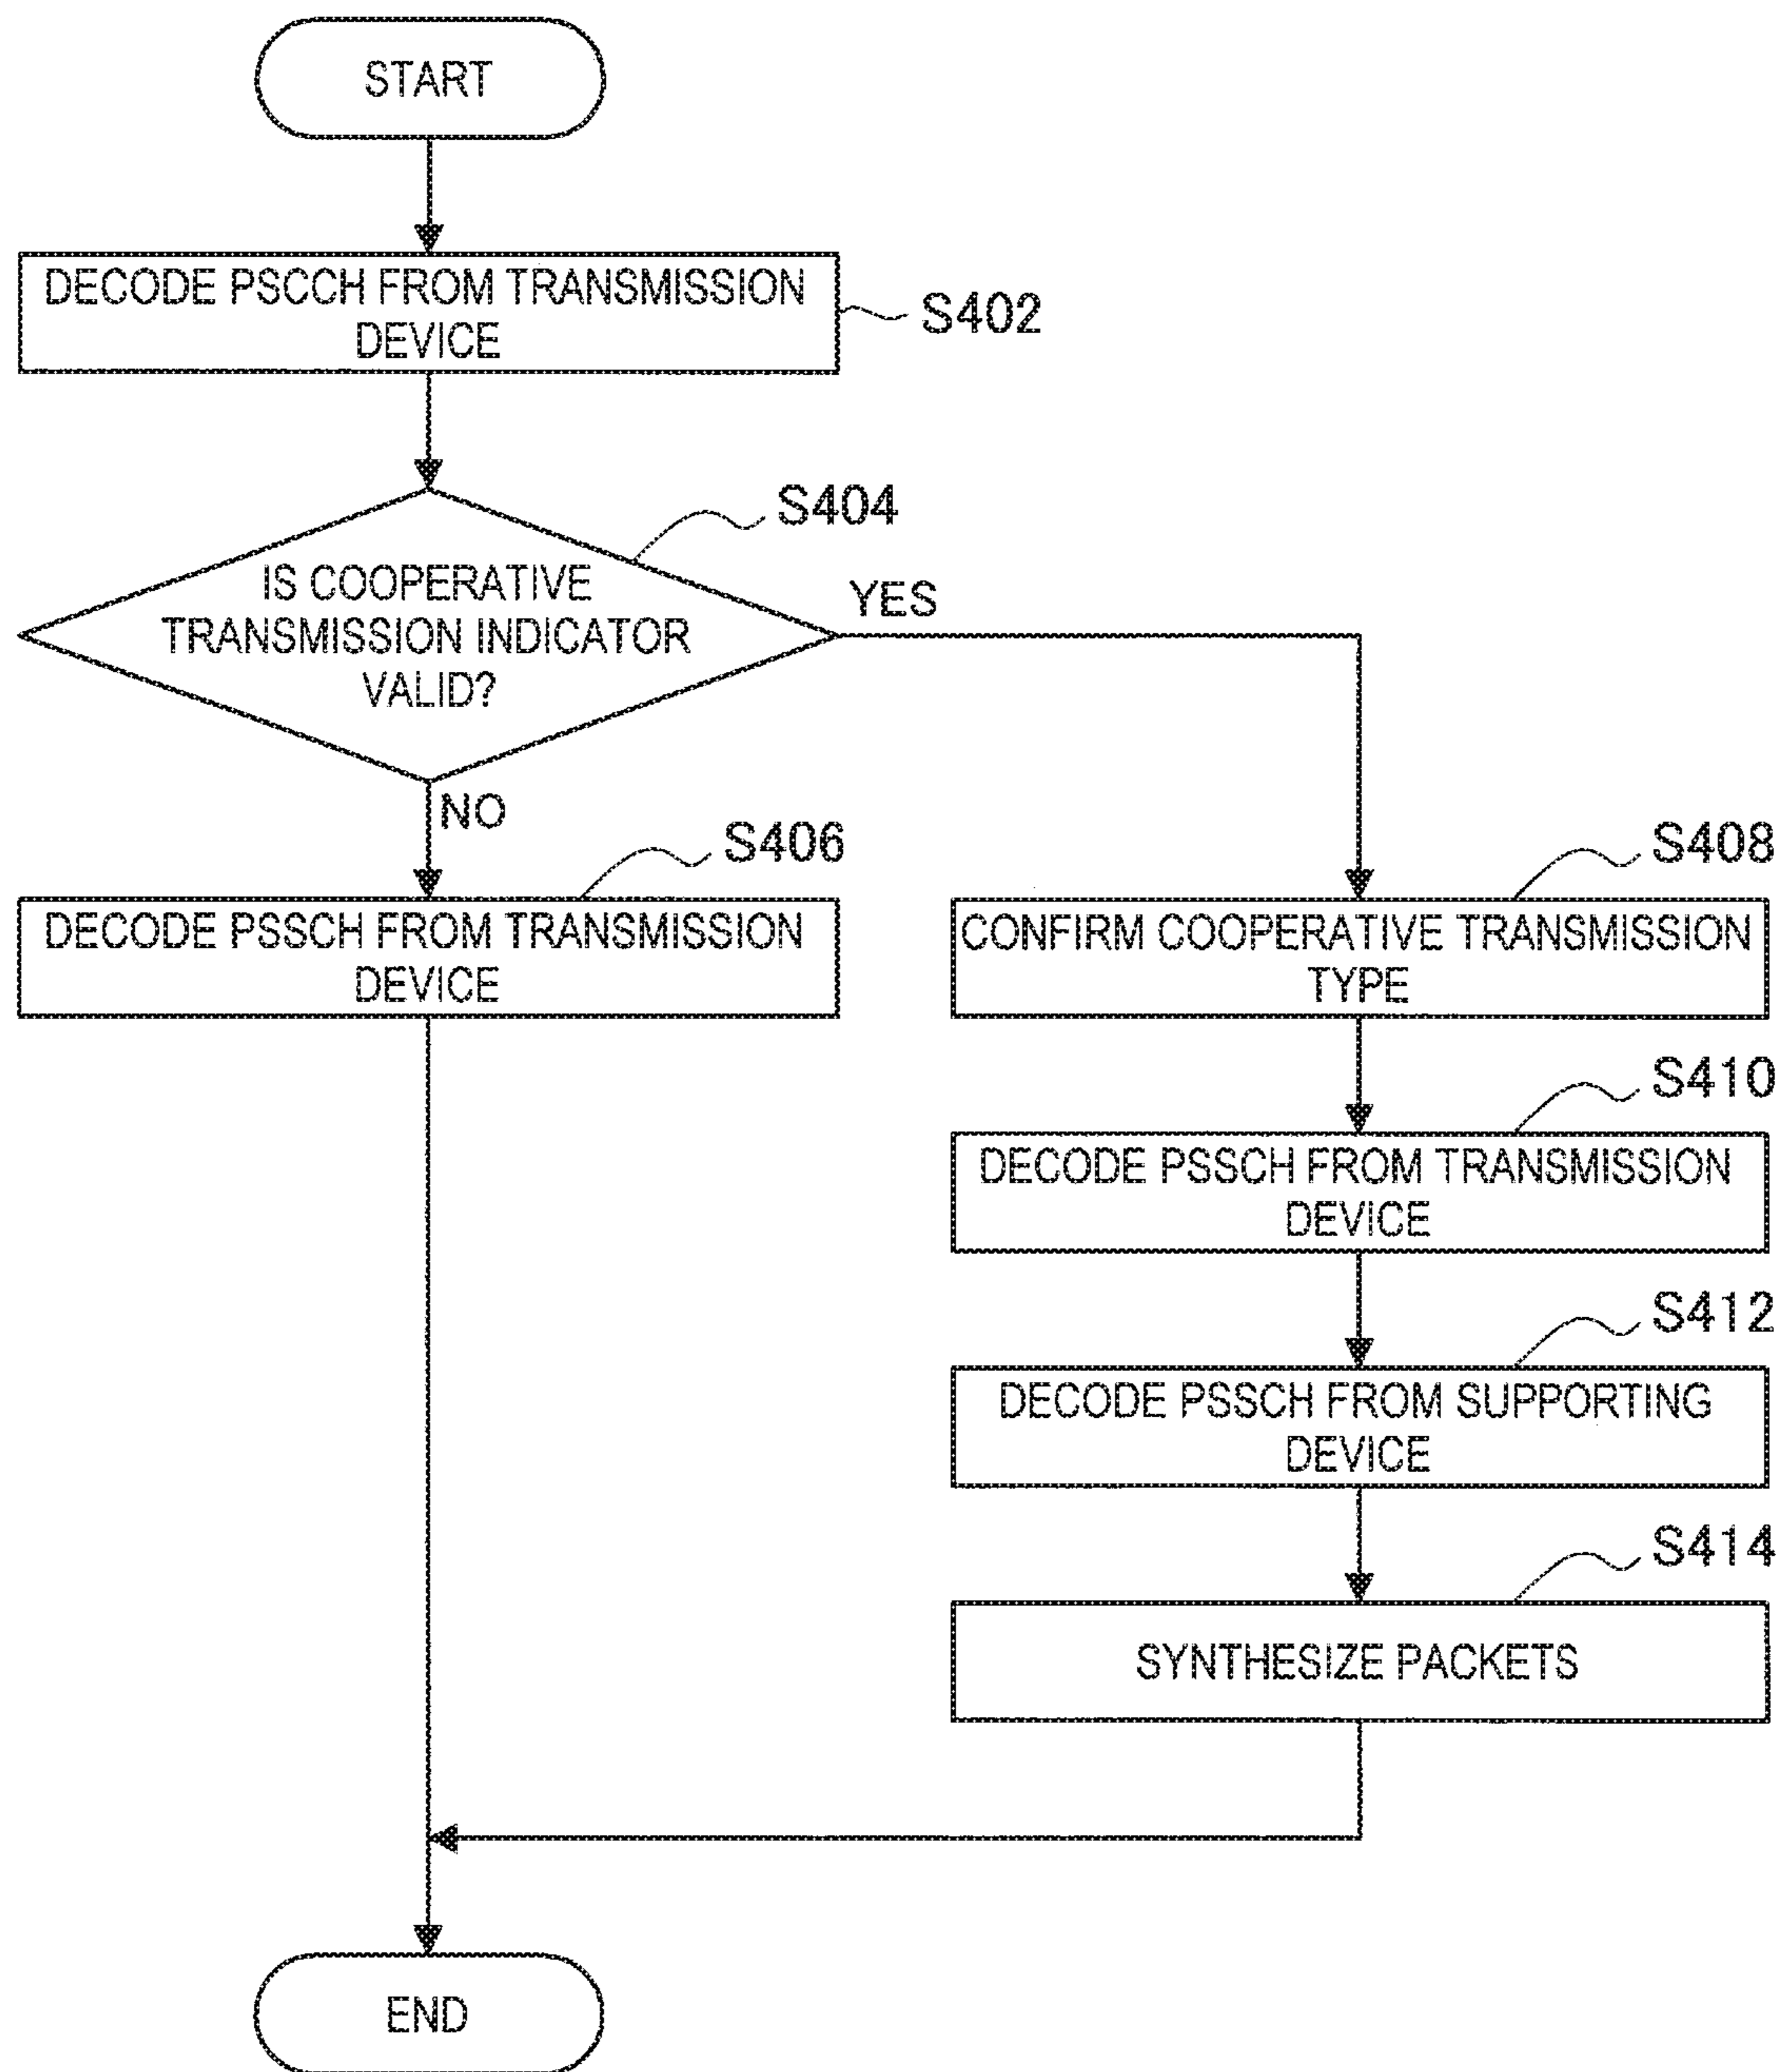 START
DECODE PSCCH FROM TRANSMISSION
DEVICE
S402
S404
IS COOPERATIVE
TRANSMISSION INDICATOR
VALID?
YES
NO
S406
DECODE PSSCH FROM TRANSMISSION
DEVICE
S408
CONFIRM COOPERATIVE TRANSMISSION
TYPE
S410
DECODE PSSCH FROM TRANSMISSION
DEVICE
S412
DECODE PSSCH FROM SUPPORTING
DEVICE
S414
SYNTHESIZE PACKETS
END